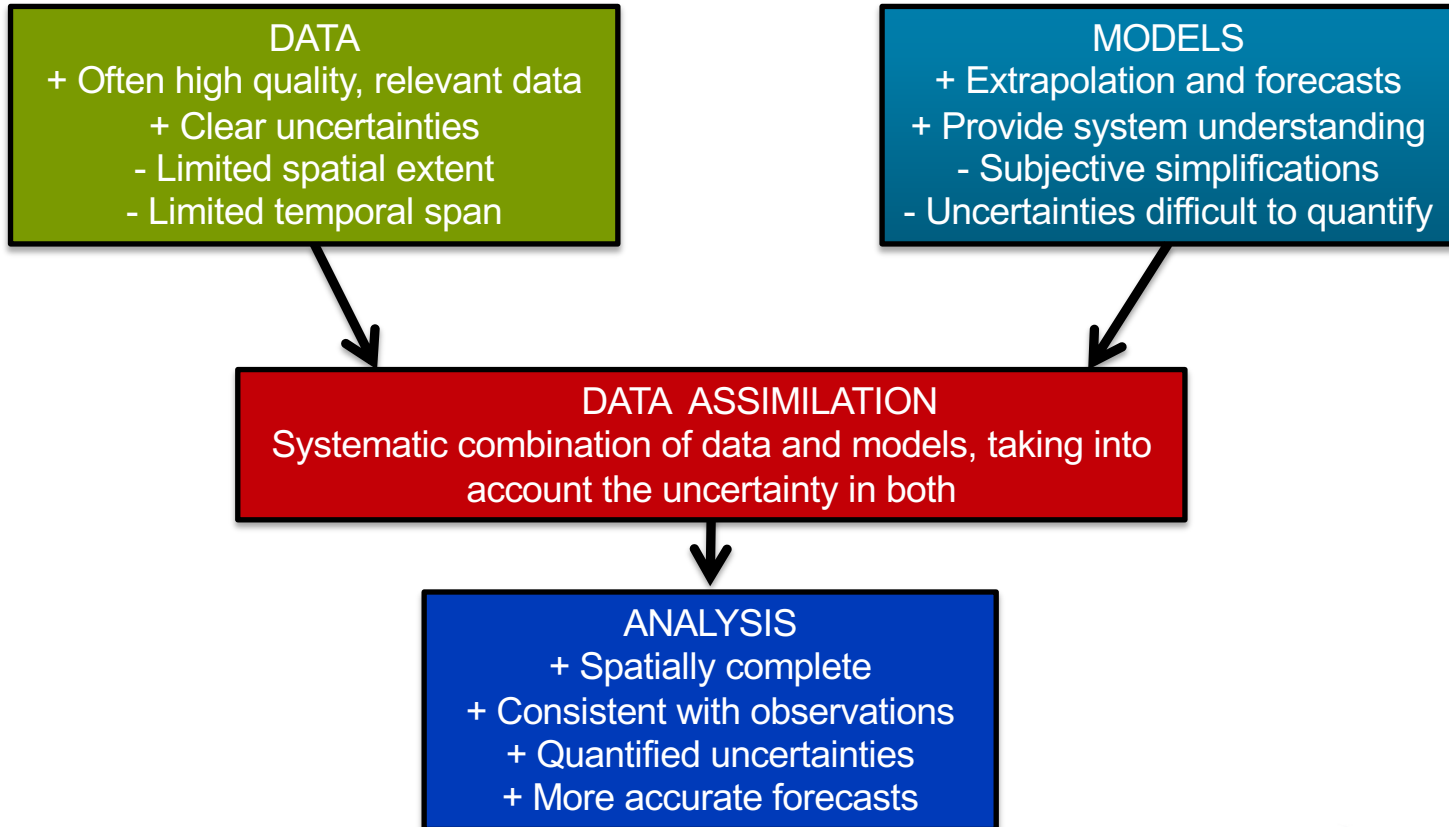 DATA
+ Often high quality, relevant data
+ Clear uncertainties
- Limited spatial extent
- Limited temporal span
MODELS
+ Extrapolation and forecasts
+ Provide system understanding
- Subjective simplifications
- Uncertainties difficult to quantify
DATA ASSIMILATION
Systematic combination of data and models, taking into
account the uncertainty in both
ANALYSIS
+ Spatially complete
+ Consistent with observations
+ Quantified uncertainties
+ More accurate forecasts